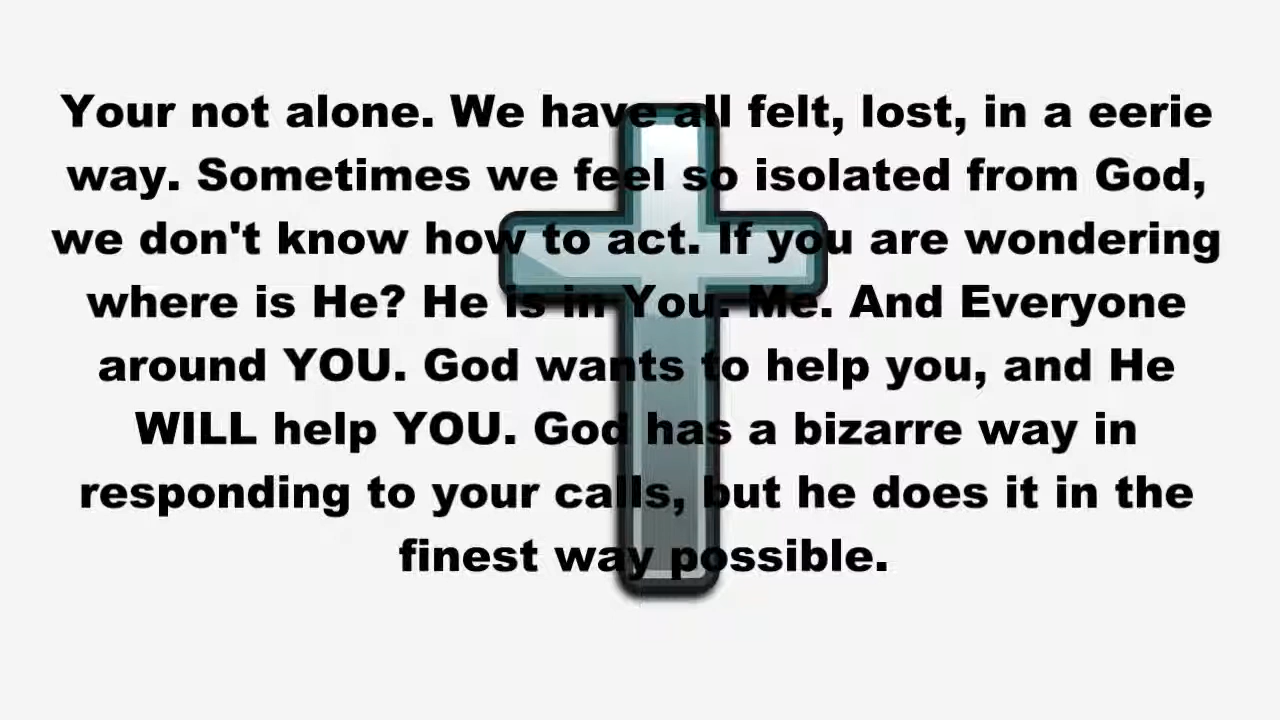 Your not alone. We have all felt, lost, in a eerie
way. Sometimes we feel so isolated from God,
we don't know how to act. If you are wondering
where is He? He is in You. Me. And Everyone
around YOU. God wants to help you, and He
WILL help YOU. God has a bizarre way in
responding to your calls, but he does it in the
finest way possible.